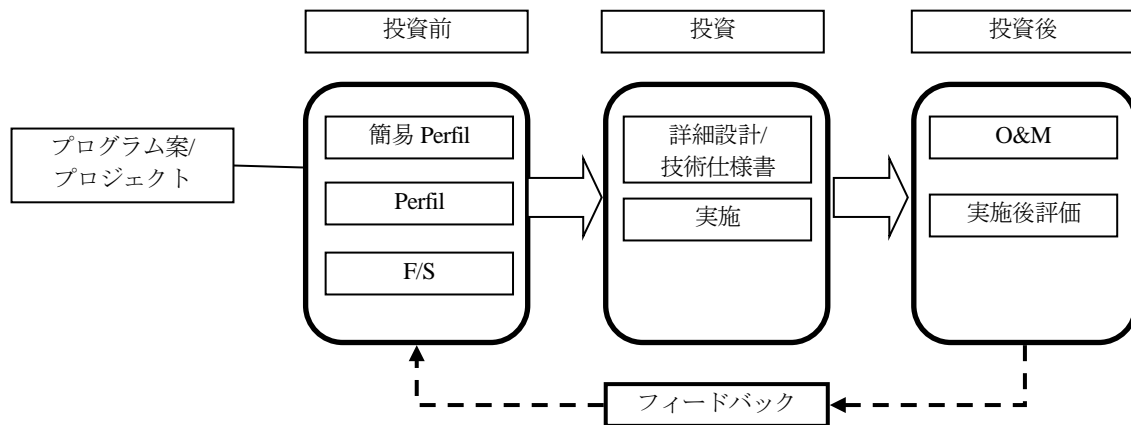 投資前
投資
投資後
プログラム案/
プロジェクト
簡易 Perfil
Perfil
F/S
詳細設計/
技術仕様書
実施
O&M
実施後評価
フィードバック